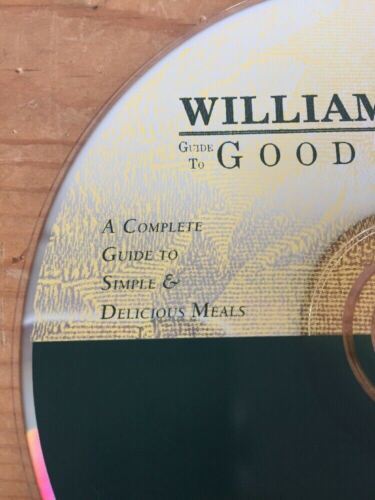 WILLIAM
GUIDE
TO GOOD
A COMPLETE
GUIDE TO
SIMPLE &
DELICIOUS MEALS